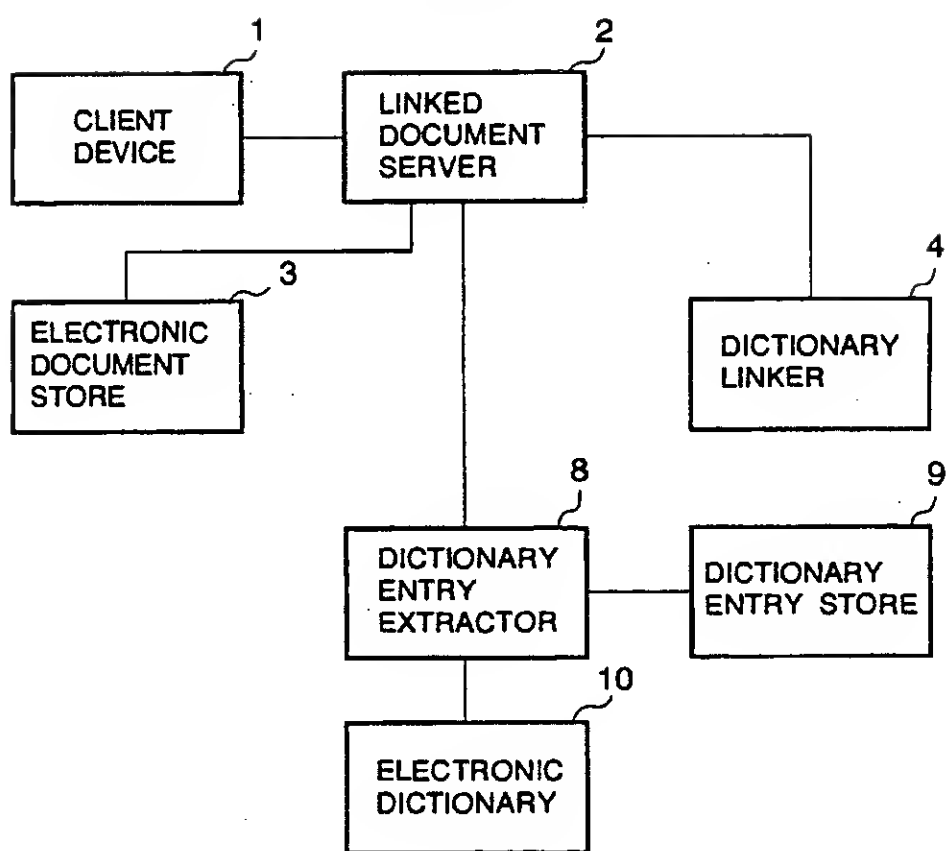 1
CLIENT
DEVICE
2
LINKED
DOCUMENT
SERVER
3
ELECTRONIC
DOCUMENT
STORE
4
DICTIONARY
LINKER
8
DICTIONARY
ENTRY
EXTRACTOR
9
DICTIONARY
ENTRY STORE
10
ELECTRONIC
DICTIONARY